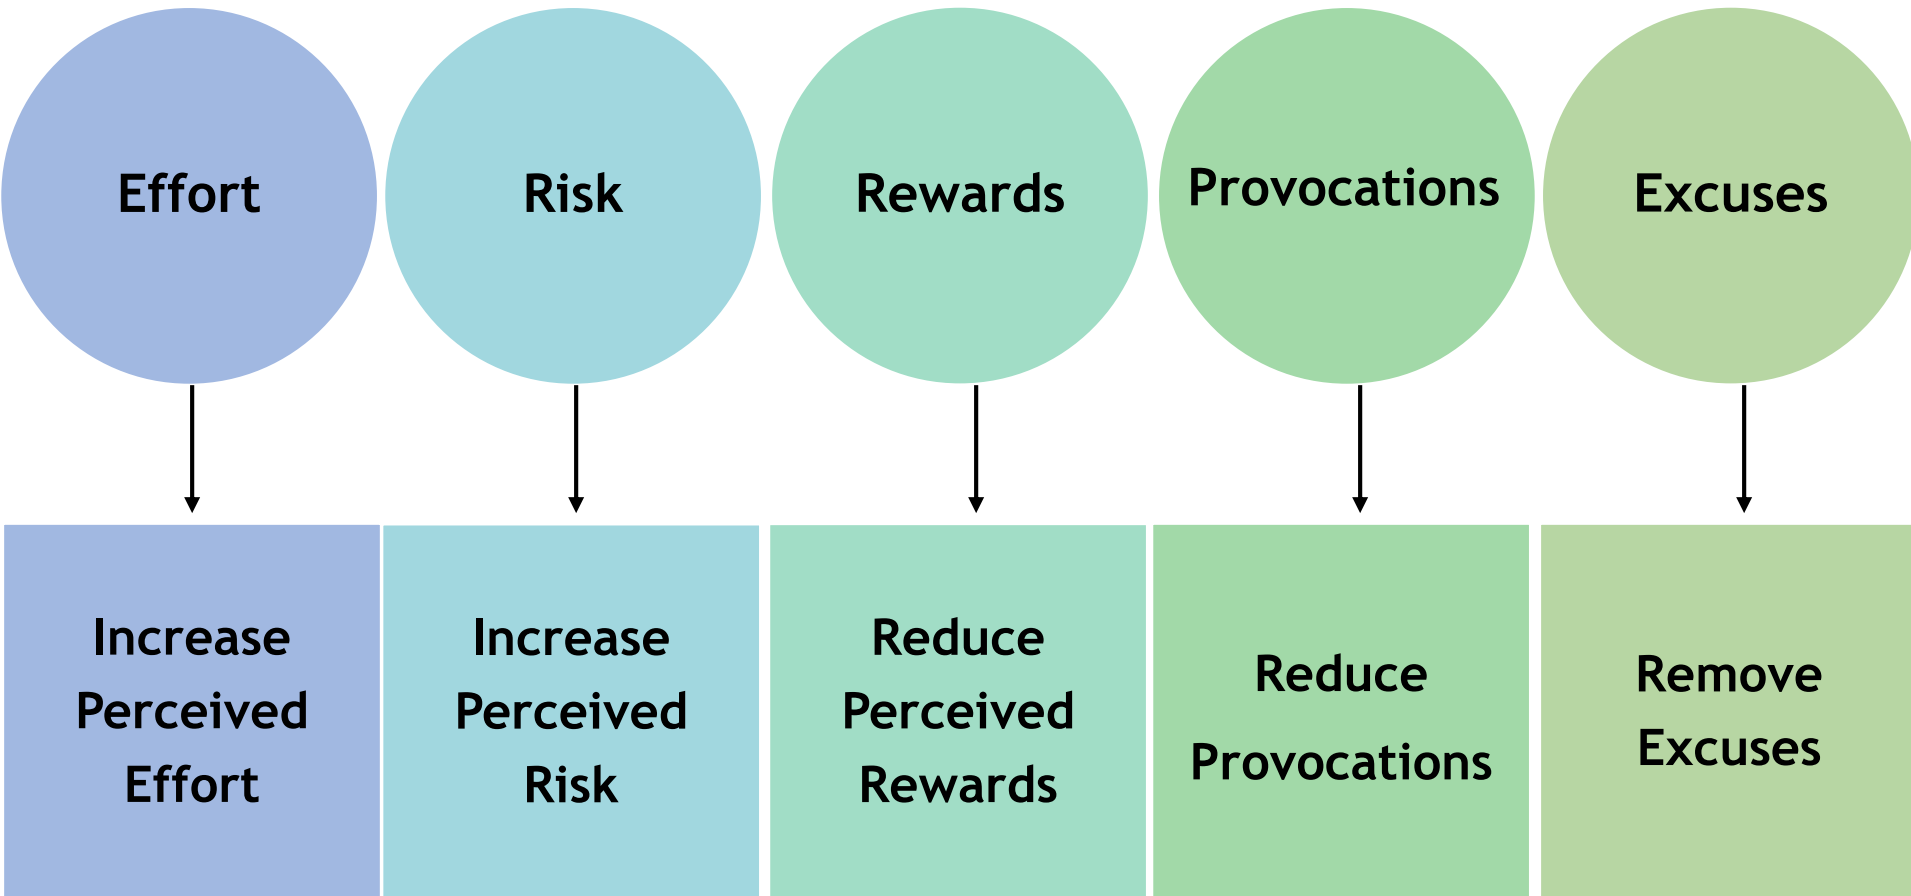 Effort
Risk
Rewards
Provocations
Excuses
Increase
Perceived
Effort
Increase
Perceived
Risk
Reduce
Perceived
Rewards
Reduce
Provocations
Remove
Excuses